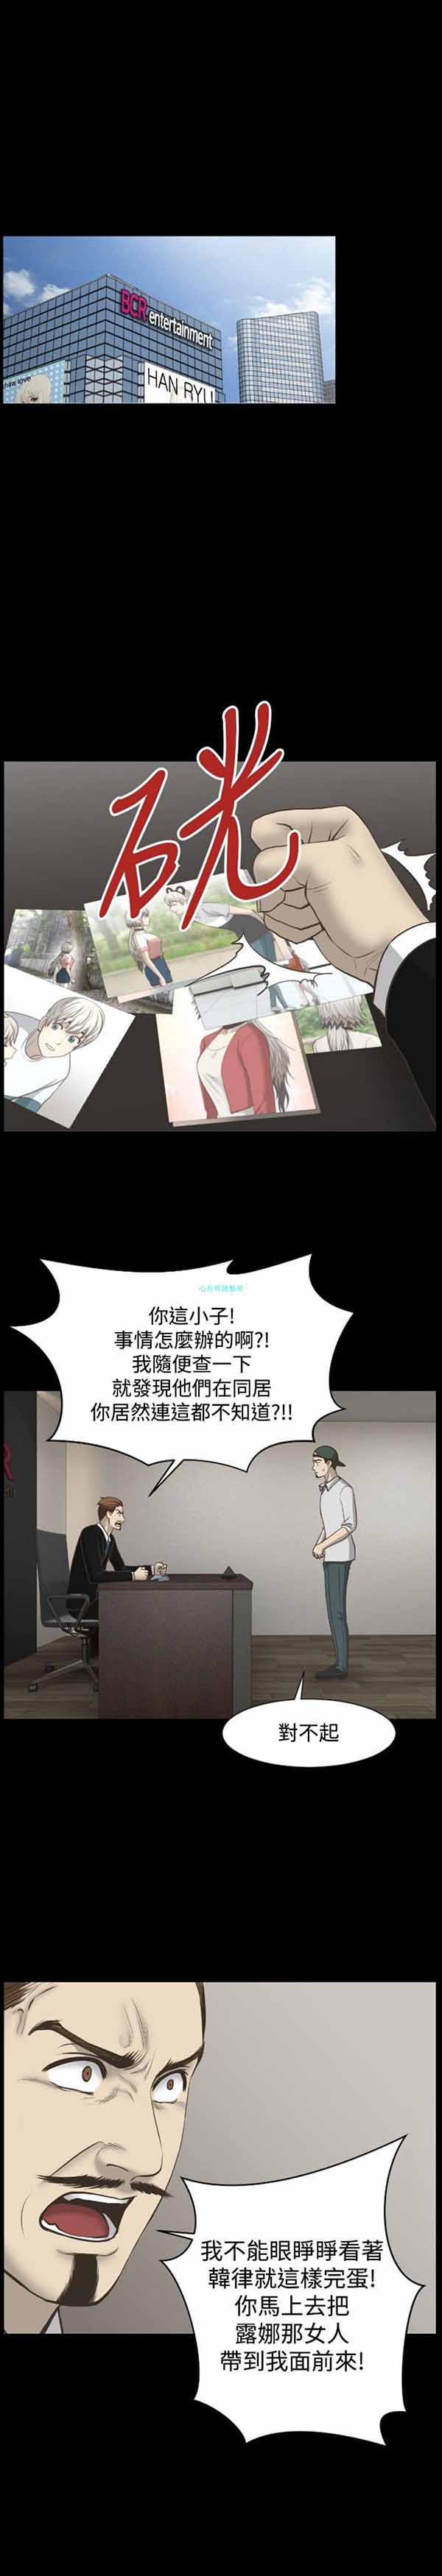 BCR entertainment
HAN RYU
砿
你這小子!
事情怎麼辦的啊?!
我隨便查一下
就發現他們在同居
你居然連這都不知道?!!
對不起
我不能眼睜睜看著
韓律就這樣完蛋!
你馬上去把
露娜那女人
帶到我面前來!